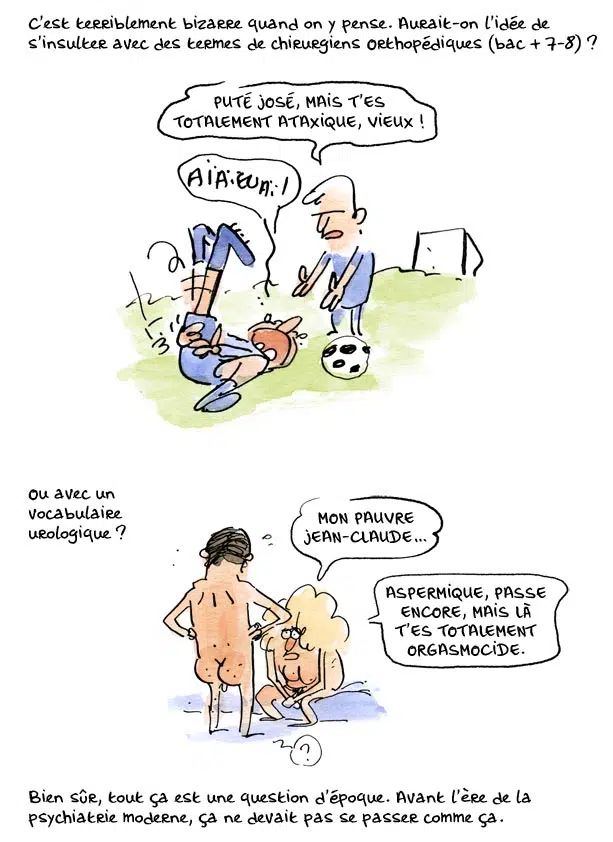 C'est terriblement bizarre quand on y pense. Aurait-on l'idée de
s'insulter avec des termes de chirurgiens orthopédiques (bac + 7-8) ?
PUTÉ JOSÉ, MAIS T'ES
TOTALEMENT ATAXIQUE, VIEUX !
Ou avec un
vocabulaire
urologique ?
MON PAUVRE
JEAN-CLAUDE...
ASPERMIQUE, PASSE
ENCORE, MAIS LÀ
T'ES TOTALEMENT
ORGASMOCIDE.
?
Bien sûr, tout ça est une question d'époque. Avant l'ère de la
psychiatrie moderne, ça ne devait pas se passer comme ça.